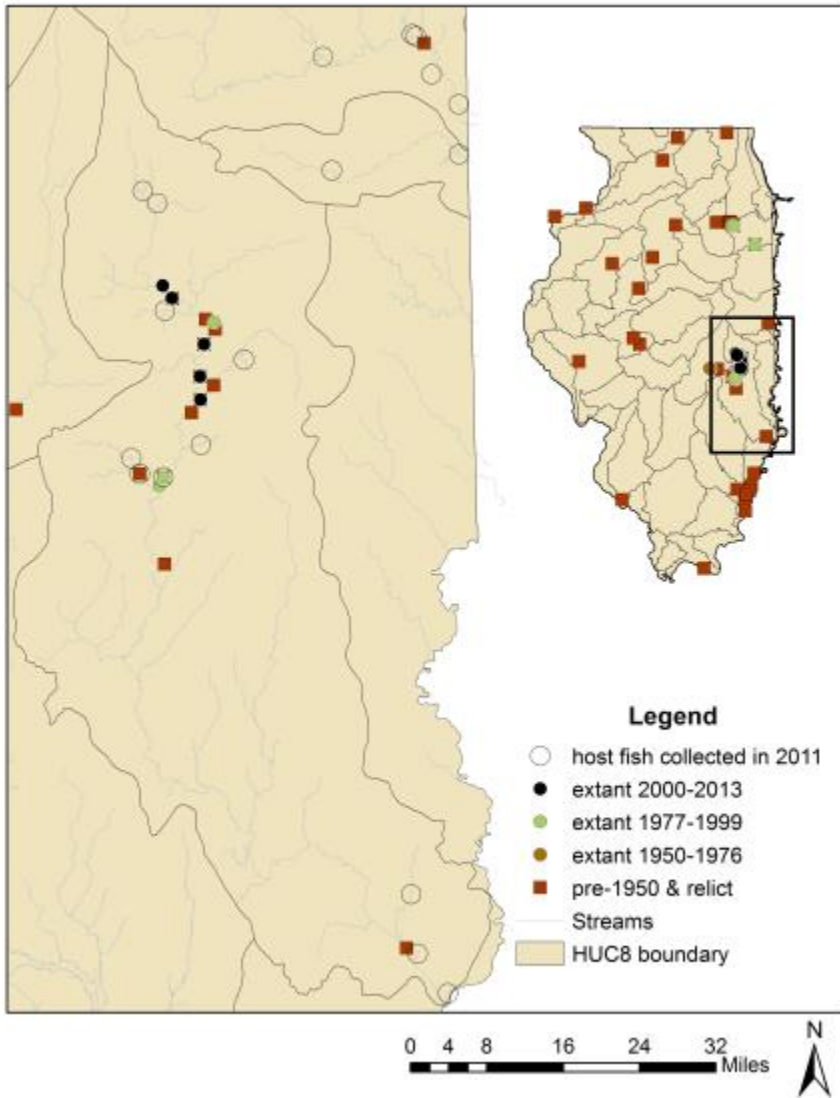 Legend
host fish collected in 2011
extant 2000-2013
extant 1977-1999
extant 1950-1976
pre-1950 & relict
Streams
HUC8 boundary
N
0 2 4 8 16 24 32
Miles